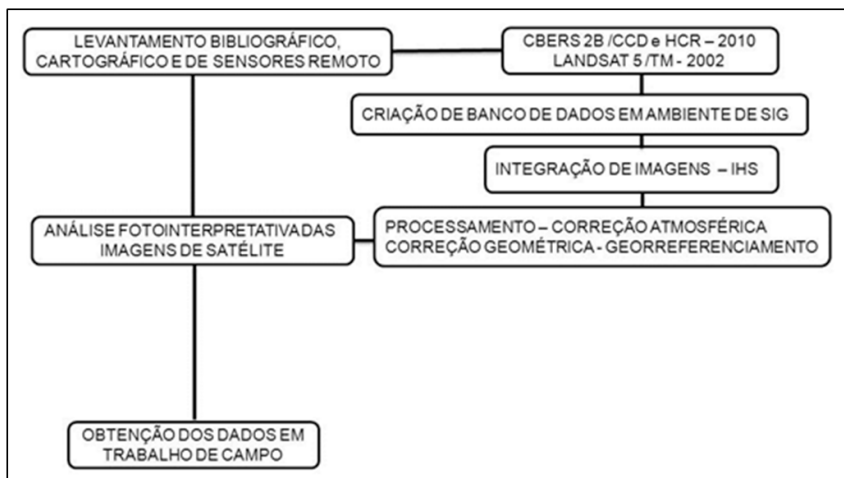 LEVANTAMENTO BIBLIOGRÁFICO,
CARTOGRÁFICO E DE SENSORES REMOTO
CBERS 2B /CCD e HCR – 2010
LANDSAT 5 /TM - 2002
CRIAÇÃO DE BANCO DE DADOS EM AMBIENTE DE SIG
INTEGRAÇÃO DE IMAGENS – IHS
PROCESSAMENTO – CORREÇÃO ATMOSFÉRICA
CORREÇÃO GEOMÉTRICA - GEORREFERENCIAMENTO
ANÁLISE FOTOINTERPRETATIVA DAS
IMAGENS DE SATÉLITE
OBTENÇÃO DOS DADOS EM
TRABALHO DE CAMPO